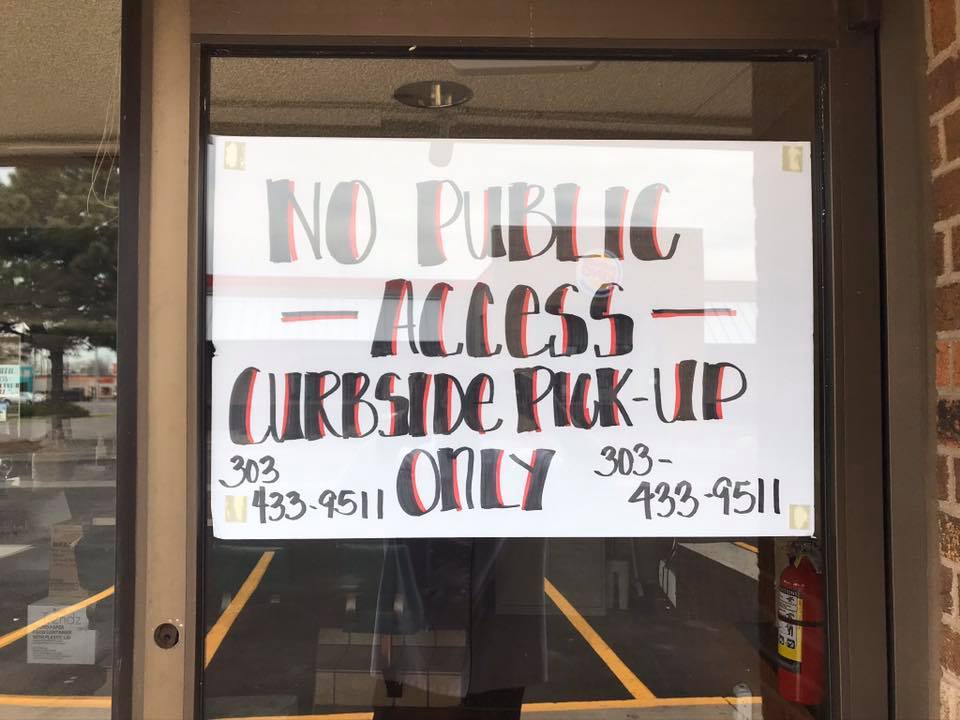 NO PUBLIC
— ACCESS —
CURBSIDE PICK-UP
ONLY
303
433-9511
303-
433-9511